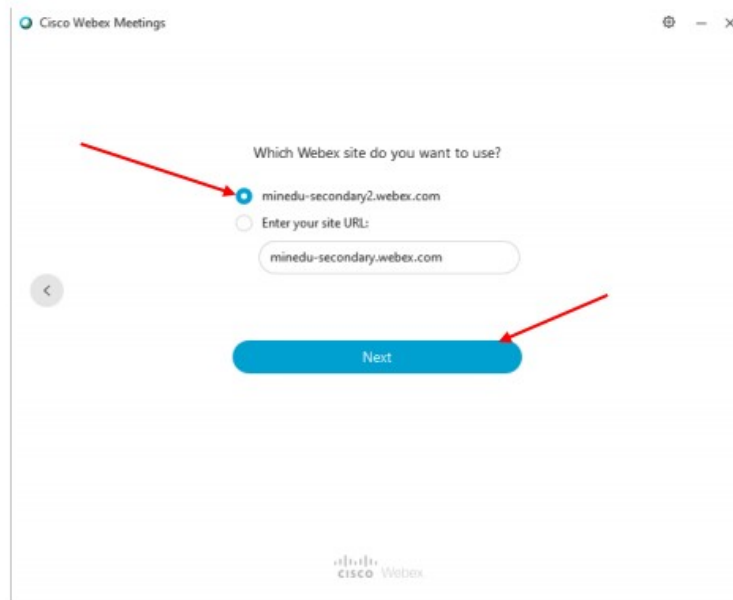 Cisco Webex Meetings
Which Webex site do you want to use?
minedu-secondary2.webex.com
Enter your site URL:
minedu-secondary.webex.com
Next
cisco Webex